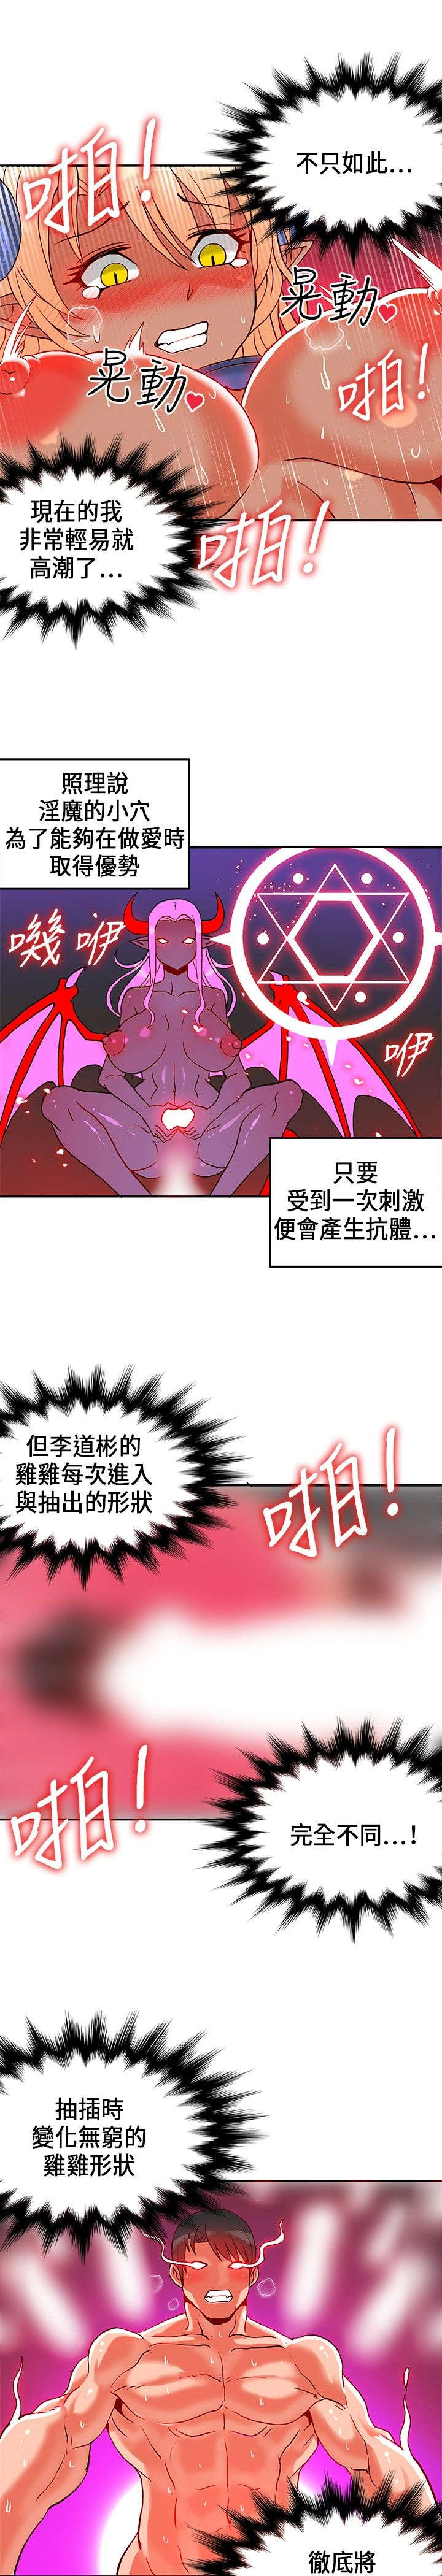 啪!
不只如此...
晃動
晃動
啪!
現在的我
非常輕易就
高潮了...
啪!
照理說
淫魔的小穴
為了能夠在做愛時
取得優勢
嘰咿
咿
只要
受到一次刺激
便會產生抗體...
但李道彬的
雞雞每次進入
與抽出的形狀
啪!
啪!
完全不同...!
抽插時
變化無窮的
雞雞形狀
徹底將